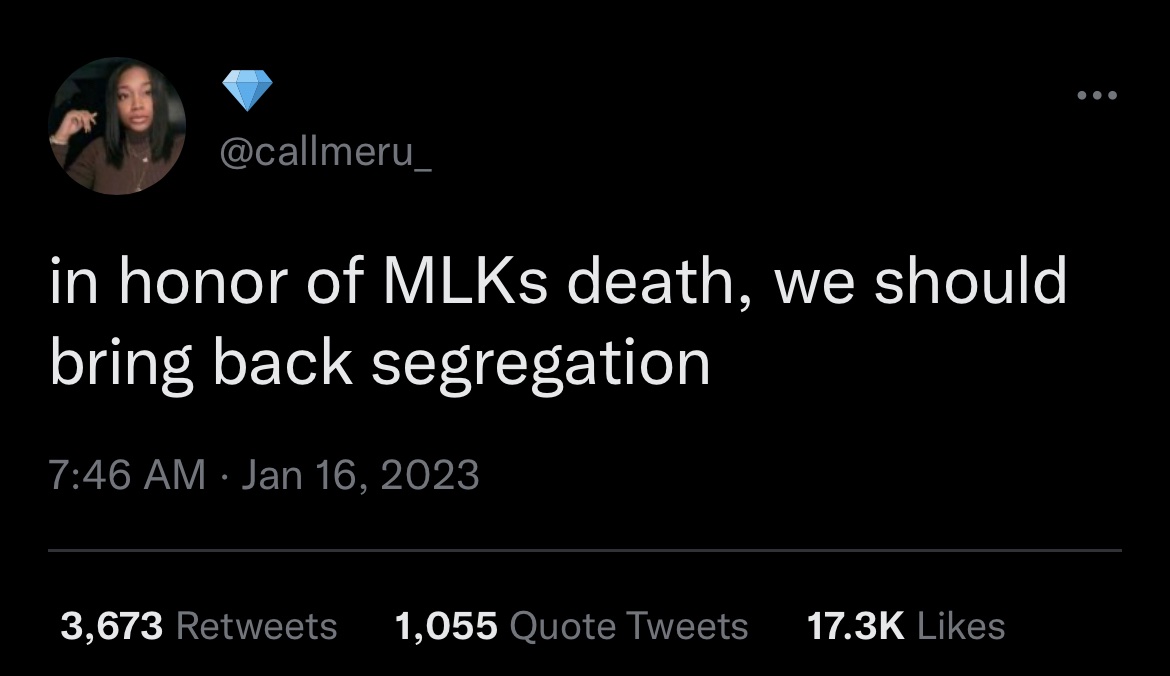 @callmeru_
in honor of MLKs death, we should
bring back segregation
7:46 AM · Jan 16, 2023
3,673 Retweets 1,055 Quote Tweets 17.3K Likes